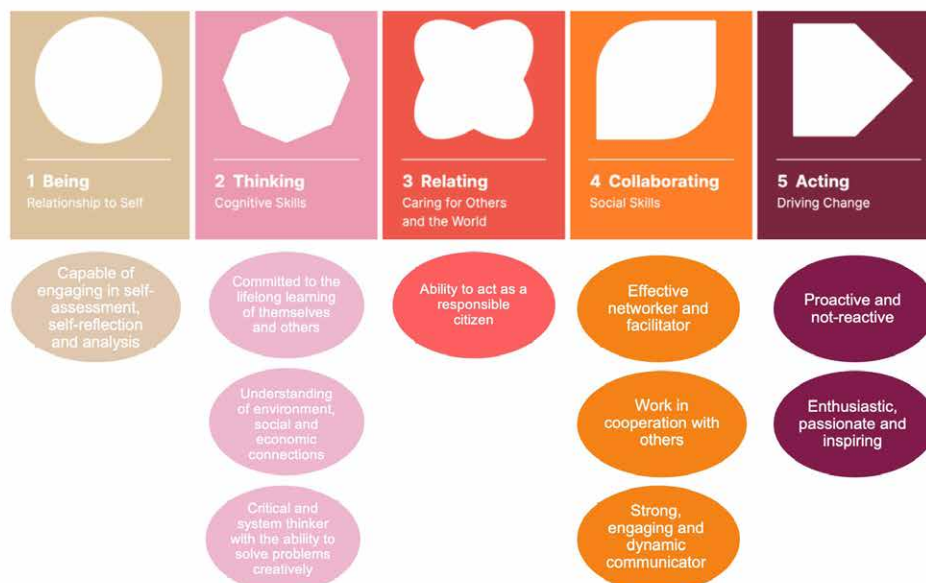 1 Being
Relationship to Self
2 Thinking
Cognitive Skills
3 Relating
Caring for Others
and the World
4 Collaborating
Social Skills
5 Acting
Driving Change
Capable of
engaging in self-
assessment,
self-reflection
and analysis
Committed to the
lifelong learning
of themselves
and others
Ability to act as a
responsible
citizen
Effective
networker and
facilitator
Proactive and
not-reactive
Understanding
of environment,
social and
economic
connections
Work in
cooperation with
others
Enthusiastic,
passionate and
inspiring
Critical and
system thinker
with the ability to
solve problems
creatively
Strong,
engaging and
dynamic
communicator